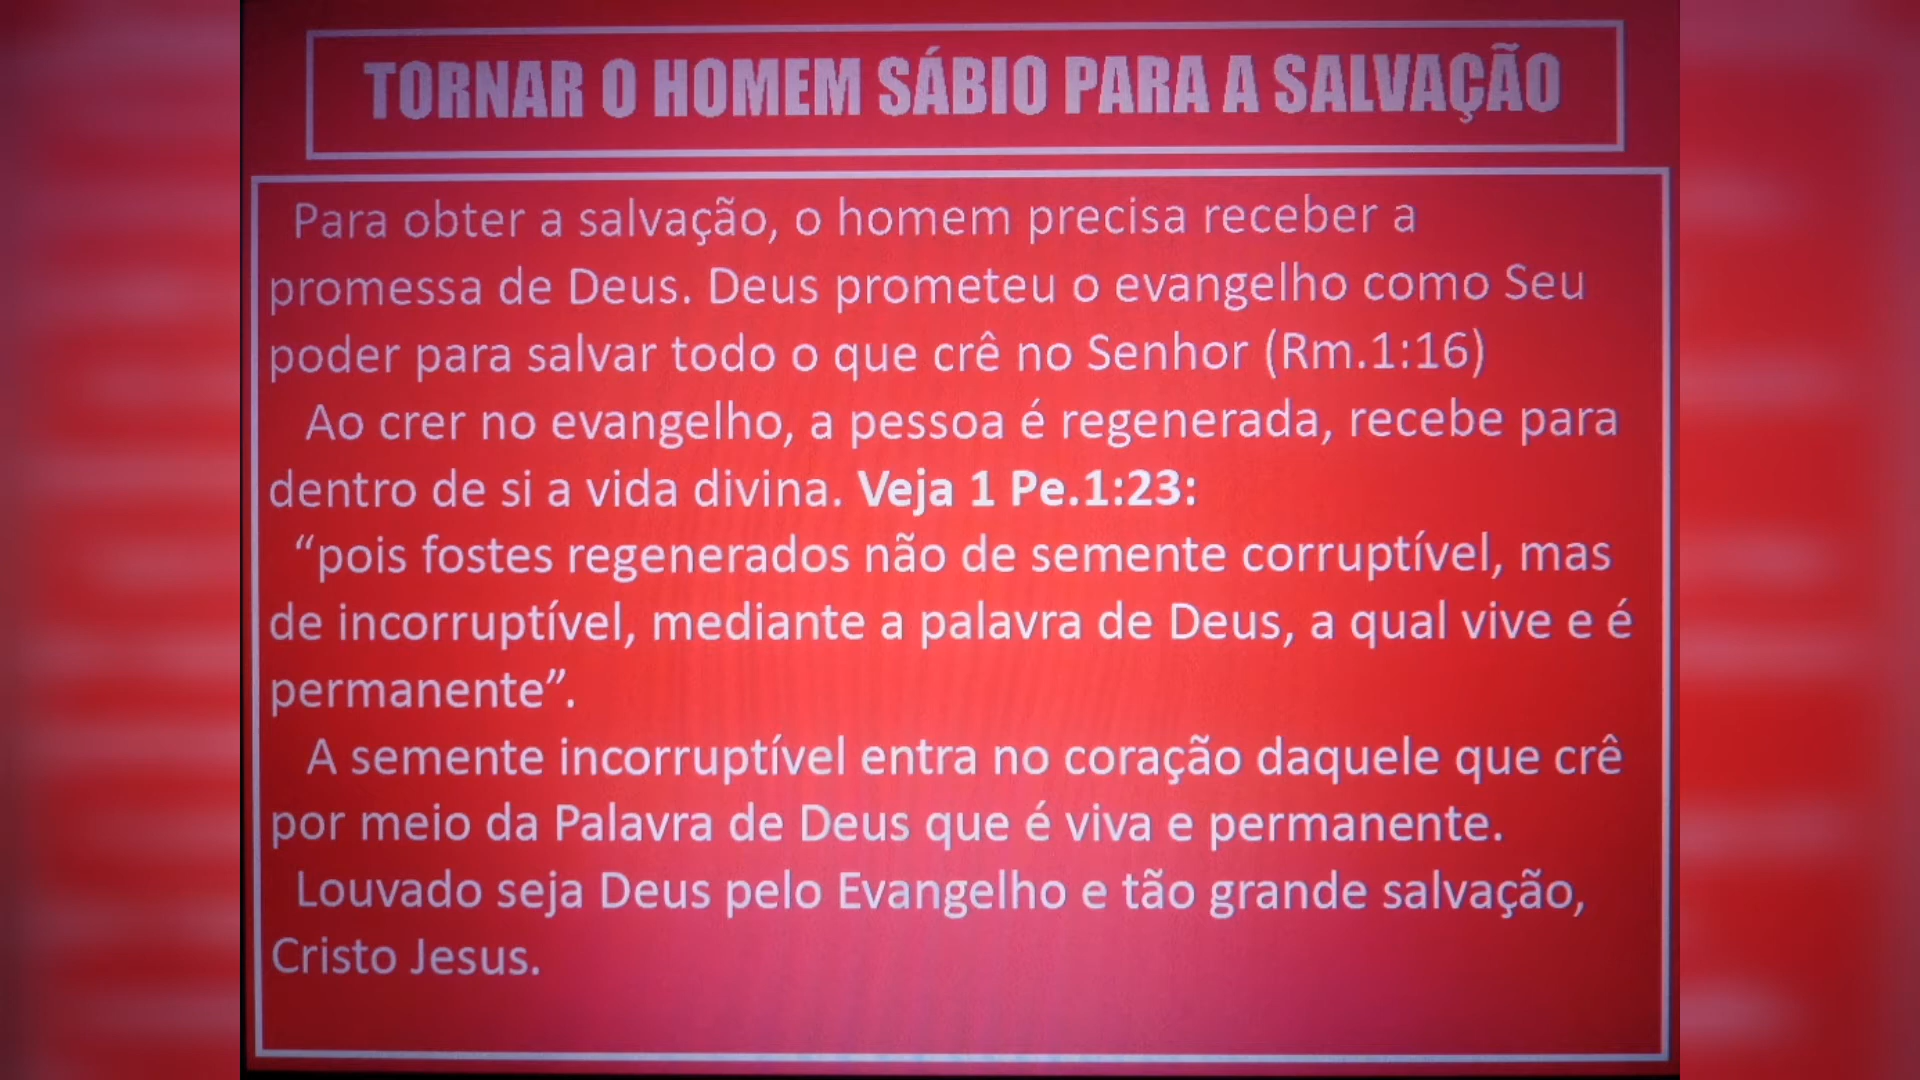 TORNAR O HOMEM SÁBIO PARA A SALVAÇÃO
Para obter a salvação, o homem precisa receber a
promessa de Deus. Deus prometeu o evangelho como Seu
poder para salvar todo o que crê no Senhor (Rm.1:16)
Ao crer no evangelho, a pessoa é regenerada, recebe para
dentro de si a vida divina. Veja 1 Pe.1:23:
“pois fostes regenerados não de semente corruptível, mas
de incorruptível, mediante a palavra de Deus, a qual vive e é
permanente”.
A semente incorruptível entra no coração daquele que crê
por meio da Palavra de Deus que é viva e permanente.
Louvado seja Deus pelo Evangelho e tão grande salvação,
Cristo Jesus.